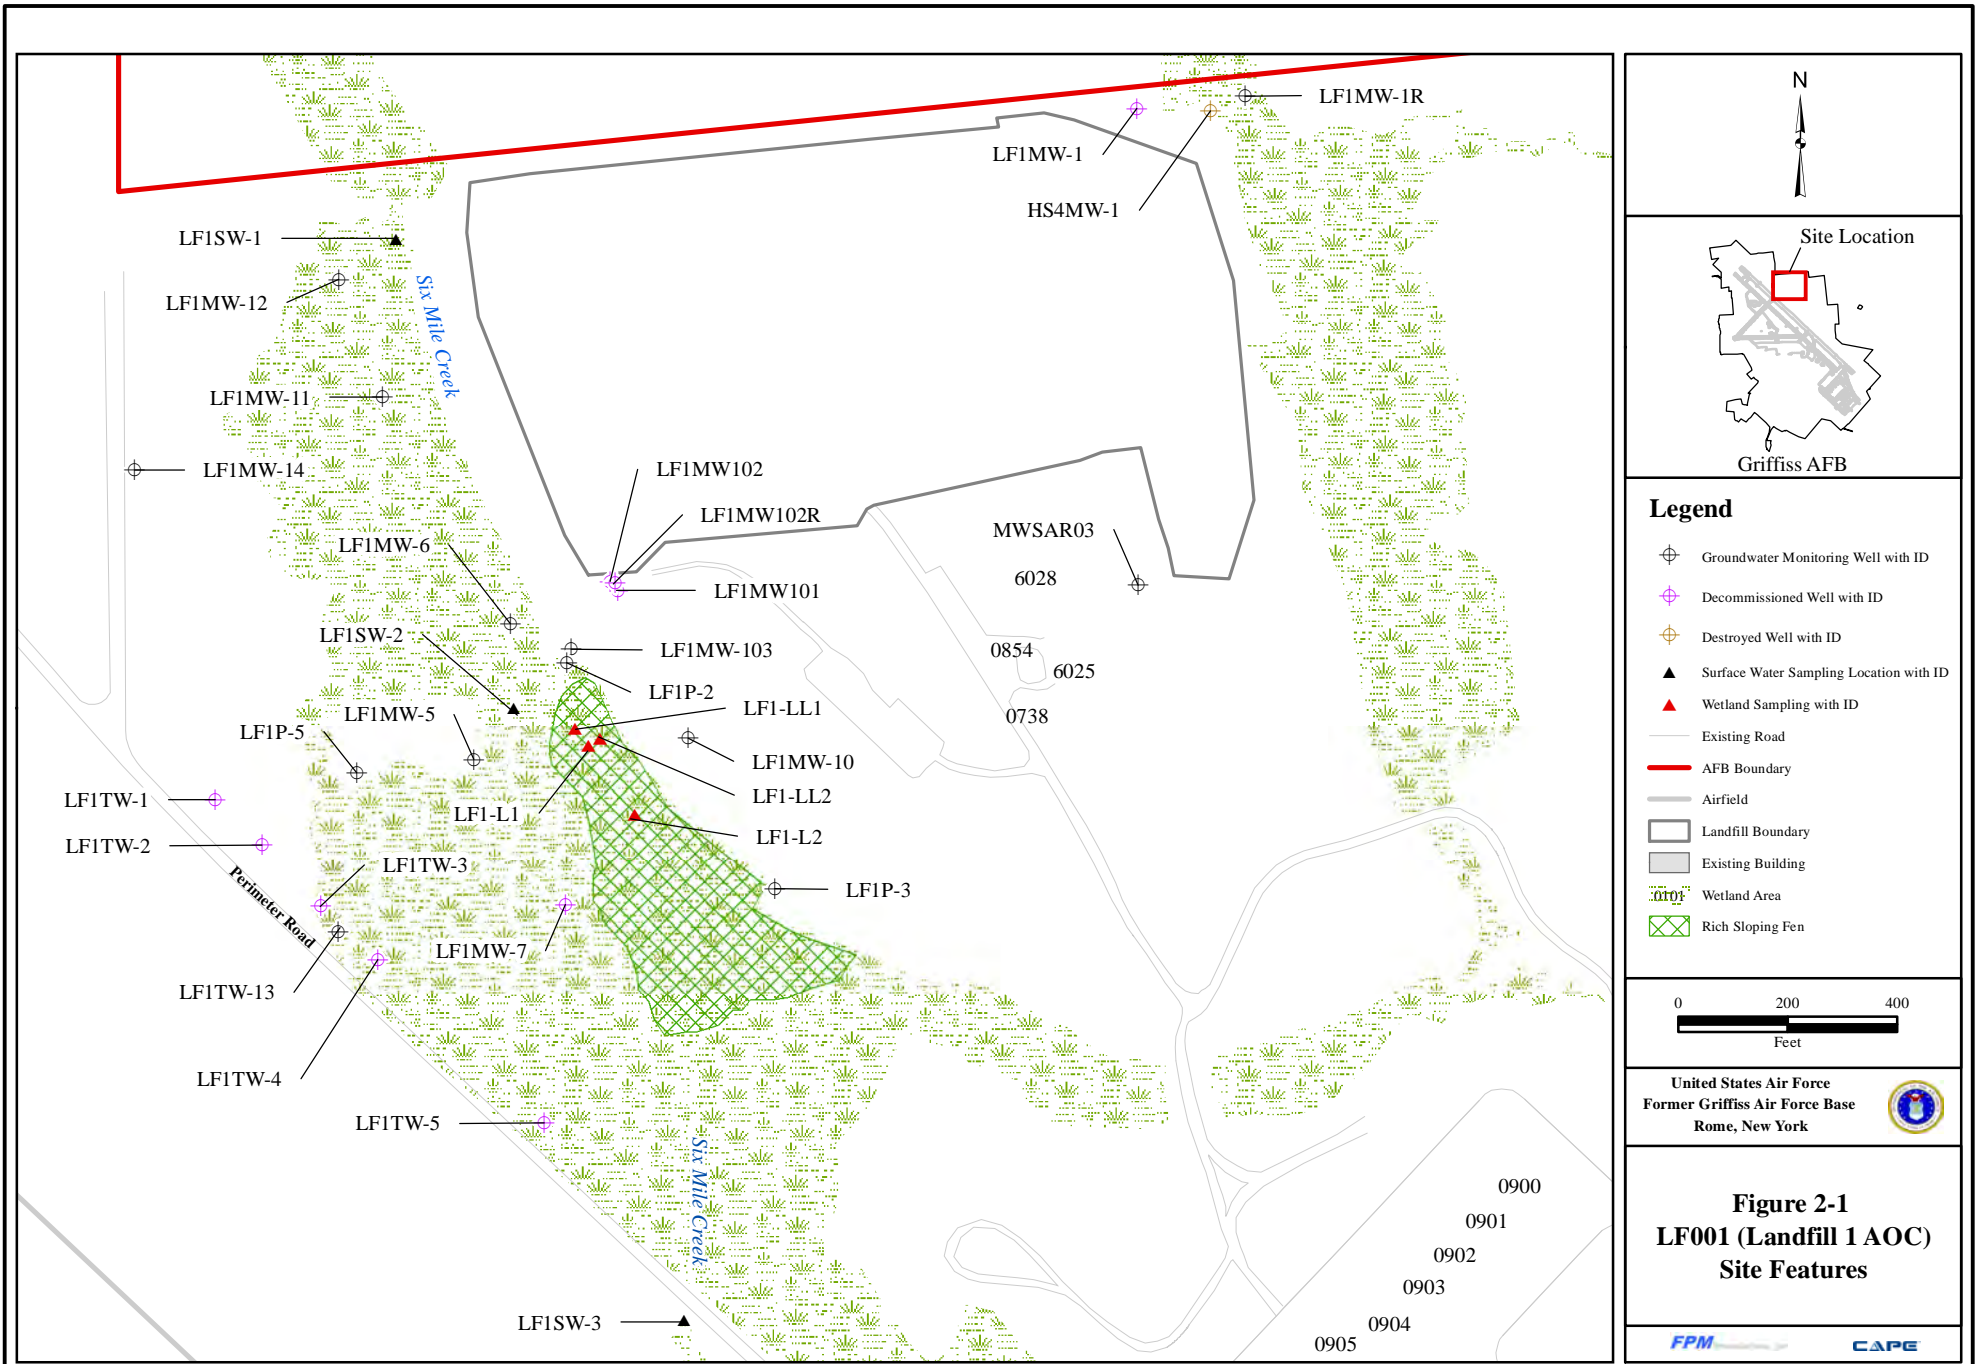 LF1MW-1R
LF1MW-1
HS4MW-1
LF1SW-1
LF1MW-12
Six Mile Creek
LF1MW-11
LF1MW-14
LF1MW102
LF1MW102R
LF1MW-6
MWSAR03
6028
LF1MW101
LF1SW-2
LF1MW-103
0854
6025
LF1P-2
LF1-LL1
0738
LF1MW-5
LF1P-5
LF1MW-10
LF1-LL2
LF1TW-1
LF1-L1
LF1-L2
LF1TW-2
LF1TW-3
LF1P-3
Perimeter Road
LF1MW-7
LF1TW-13
LF1TW-4
LF1TW-5
Six Mile Creek
0900
0901
0902
0903
0904
0905
LF1SW-3
N
Site Location
Griffiss AFB
Legend
Groundwater Monitoring Well with ID
Decommissioned Well with ID
Destroyed Well with ID
Surface Water Sampling Location with ID
Wetland Sampling with ID
Existing Road
AFB Boundary
Airfield
Landfill Boundary
Existing Building
0101 Wetland Area
Rich Sloping Fen
0 200 400
Feet
United States Air Force
Former Griffiss Air Force Base
Rome, New York
Figure 2-1
LF001 (Landfill 1 AOC)
Site Features
FPM
CAPE